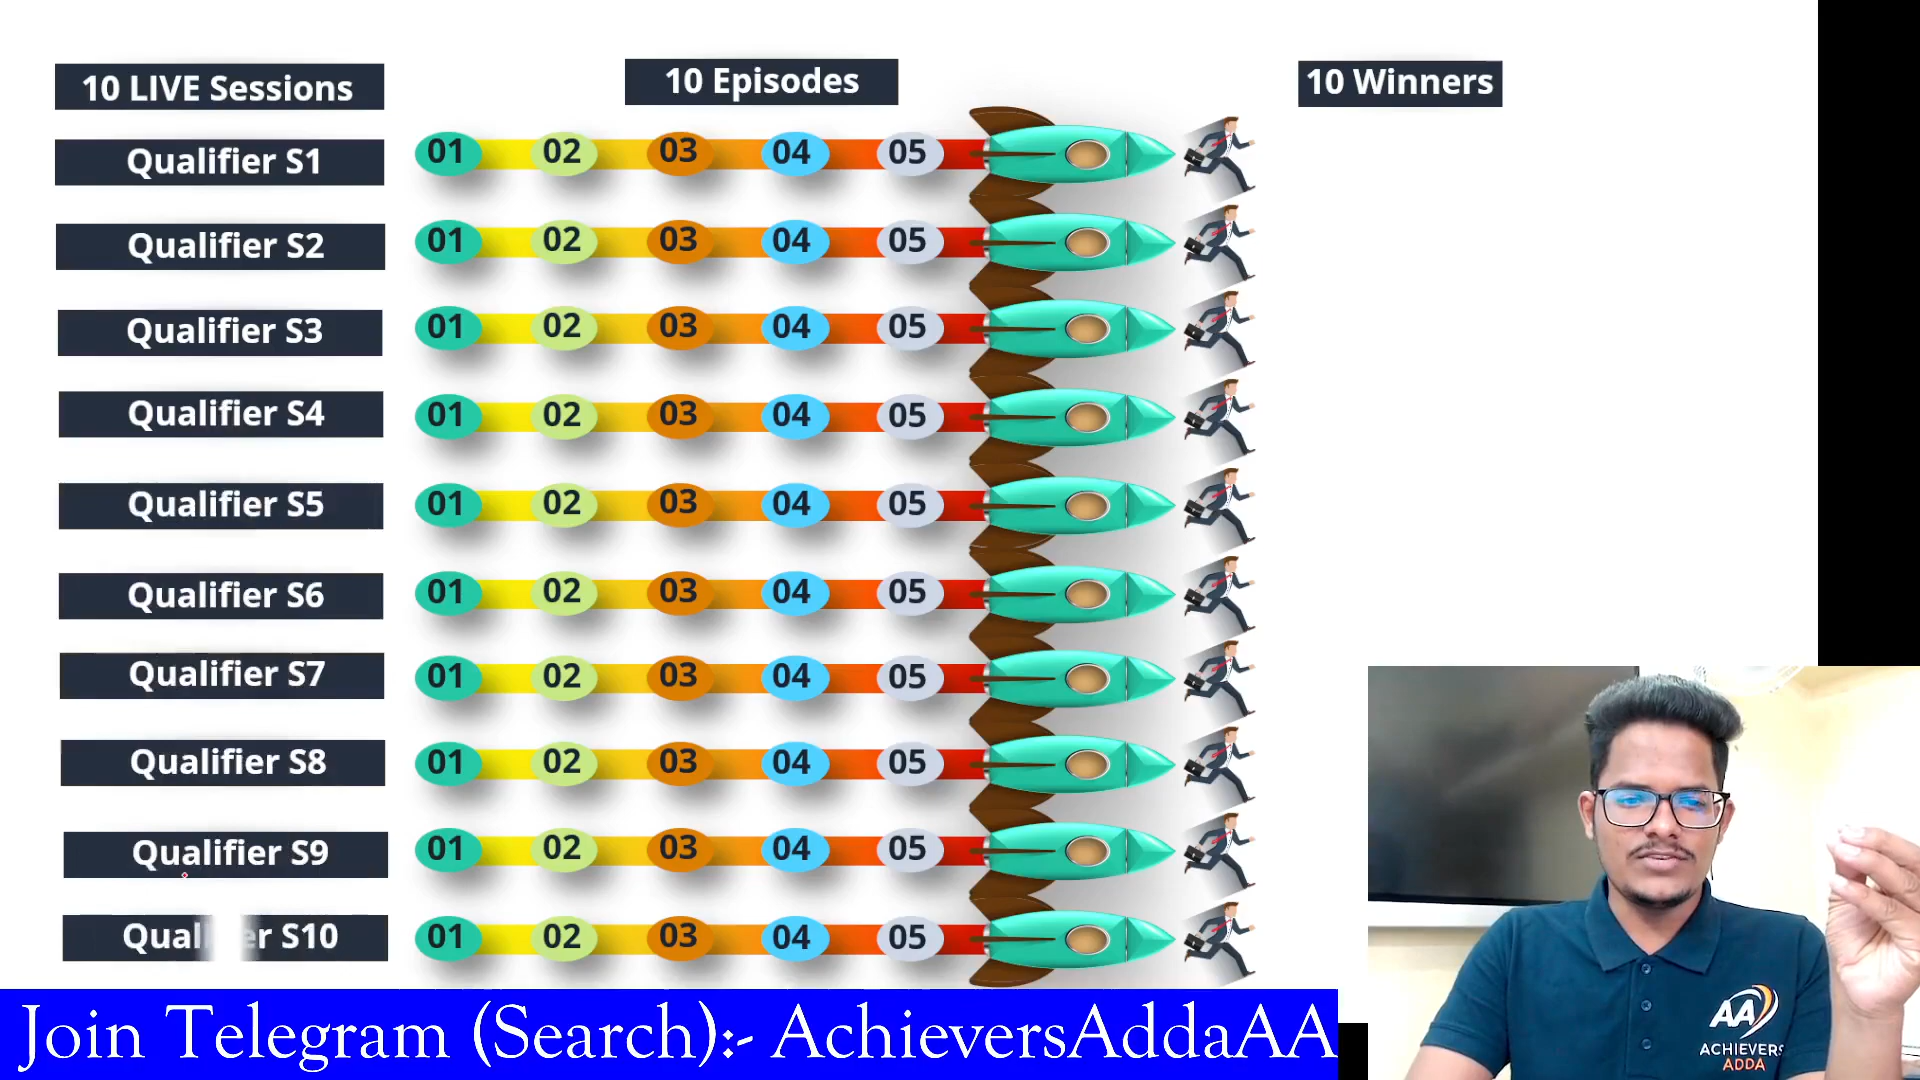 10 LIVE Sessions 10 Episodes 10 Winners
Qualifier S1 01 02 03 04 05
Qualifier S2 01 02 03 04 05
Qualifier S3 01 02 03 04 05
Qualifier S4 01 02 03 04 05
Qualifier S5 01 02 03 04 05
Qualifier S6 01 02 03 04 05
Qualifier S7 01 02 03 04 05
Qualifier S8 01 02 03 04 05
Qualifier S9 01 02 03 04 05
S10 01 02 03 04 05
Join Telegram (Search):- AchieversAddaAA
AA
ACHIEVERS
ADDA